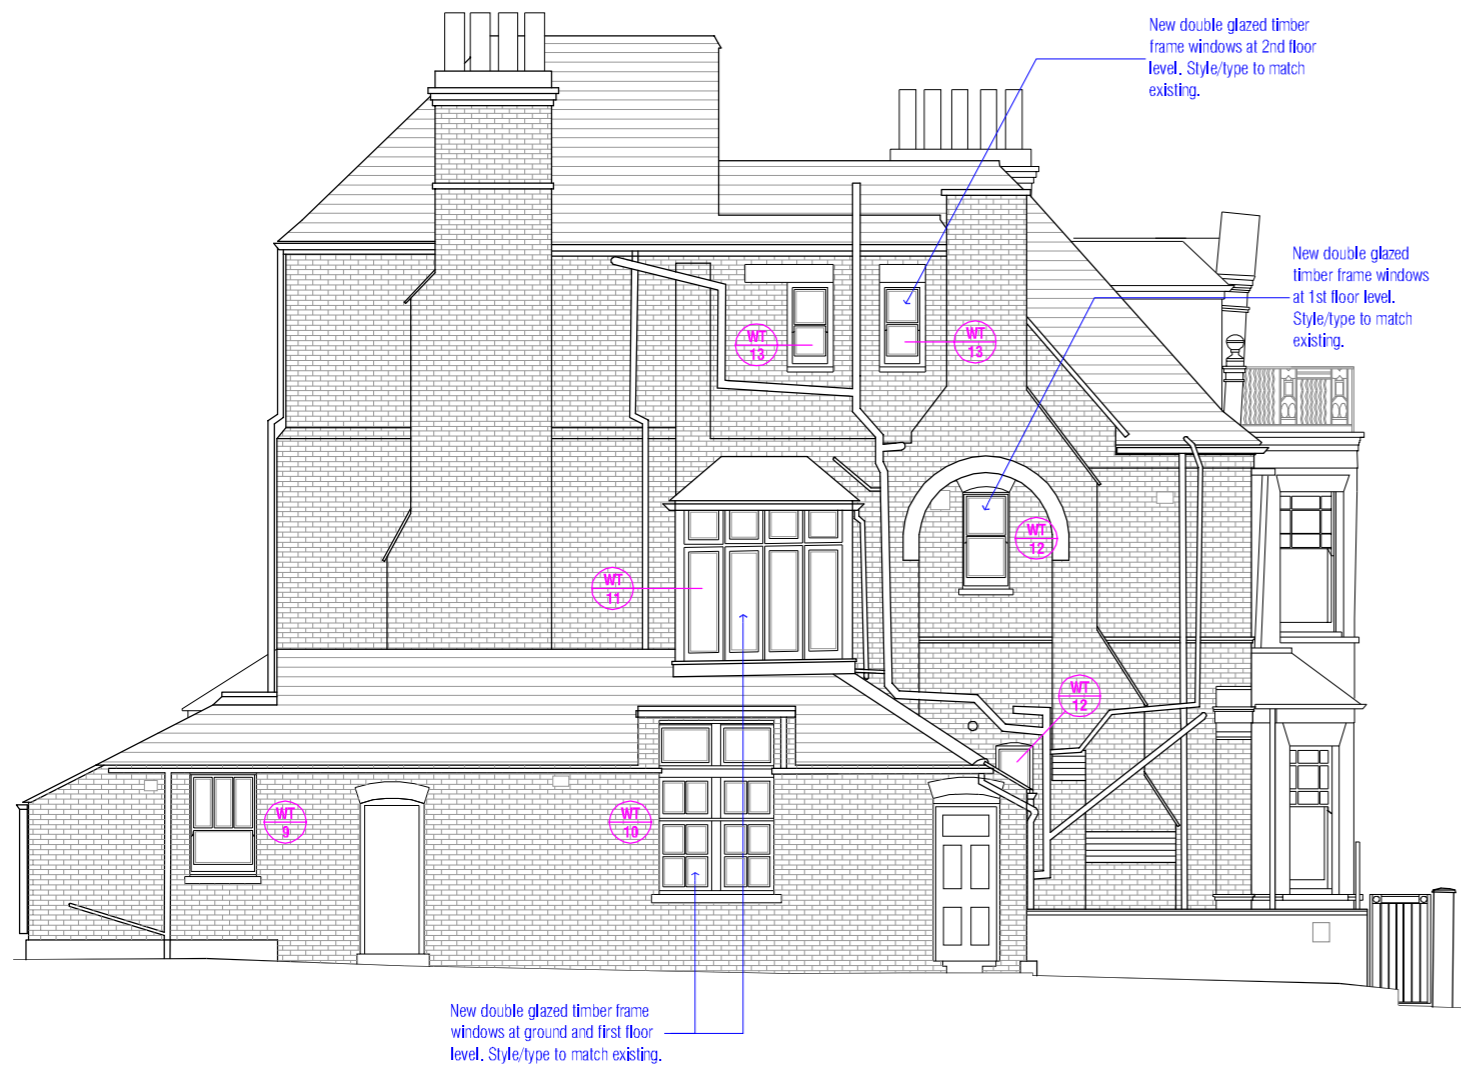 New double glazed timber
frame windows at 2nd floor
level. Style/type to match
existing.
New double glazed
timber frame windows
at 1st floor level.
Style/type to match
existing.
WT
13
WT
13
WT
12
WT
11
WT
12
WT
9
WT
10
New double glazed timber frame
windows at ground and first floor
level. Style/type to match existing.